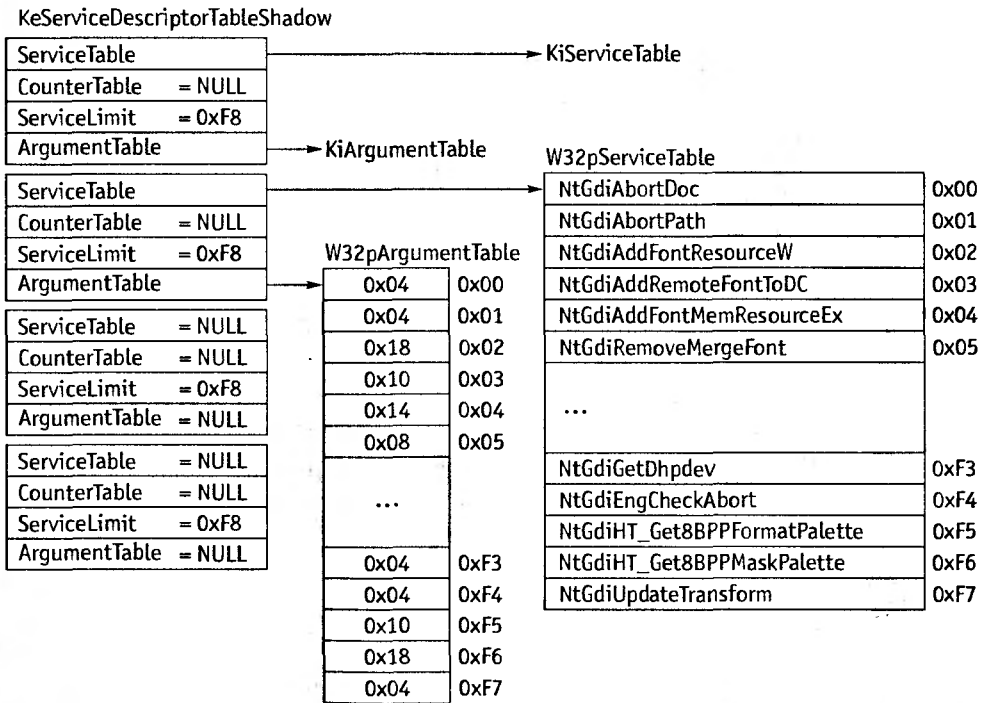 KeServiceDescriptorTableShadow
ServiceTable
KiServiceTable
CounterTable = NULL
ServiceLimit = 0xF8
ArgumentTable
KiArgumentTable
ServiceTable
CounterTable = NULL
ServiceLimit = 0xF8
ArgumentTable
ServiceTable = NULL
CounterTable = NULL
ServiceLimit = 0xF8
ArgumentTable = NULL
ServiceTable = NULL
CounterTable = NULL
ServiceLimit = 0xF8
ArgumentTable = NULL
W32pArgumentTable
0x04 0x00
0x04 0x01
0x18 0x02
0x10 0x03
0x14 0x04
0x08 0x05
...
0x04 0xF3
0x04 0xF4
0x10 0xF5
0x18 0xF6
0x04 0xF7
W32pServiceTable
NtGdiAbortDoc 0x00
NtGdiAbortPath 0x01
NtGdiAddFontResourceW 0x02
NtGdiAddRemoteFontToDC 0x03
NtGdiAddFontMemResourceEx 0x04
NtGdiRemoveMergeFont 0x05
...
NtGdiGetDhpdev 0xF3
NtGdiEngCheckAbort 0xF4
NtGdiHT_Get8BPPFormatPalette 0xF5
NtGdiHT_Get8BPPMaskPalette 0xF6
NtGdiUpdateTransform 0xF7